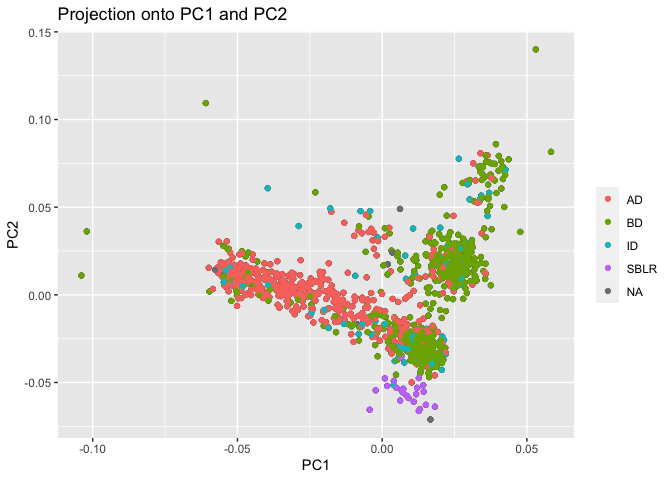 Projection onto PC1 and PC2
0.15
0.10
0.05
0.00
-0.05
PC2
-0.10
-0.05
0.00
0.05
PC1
AD
BD
ID
SBLR
NA